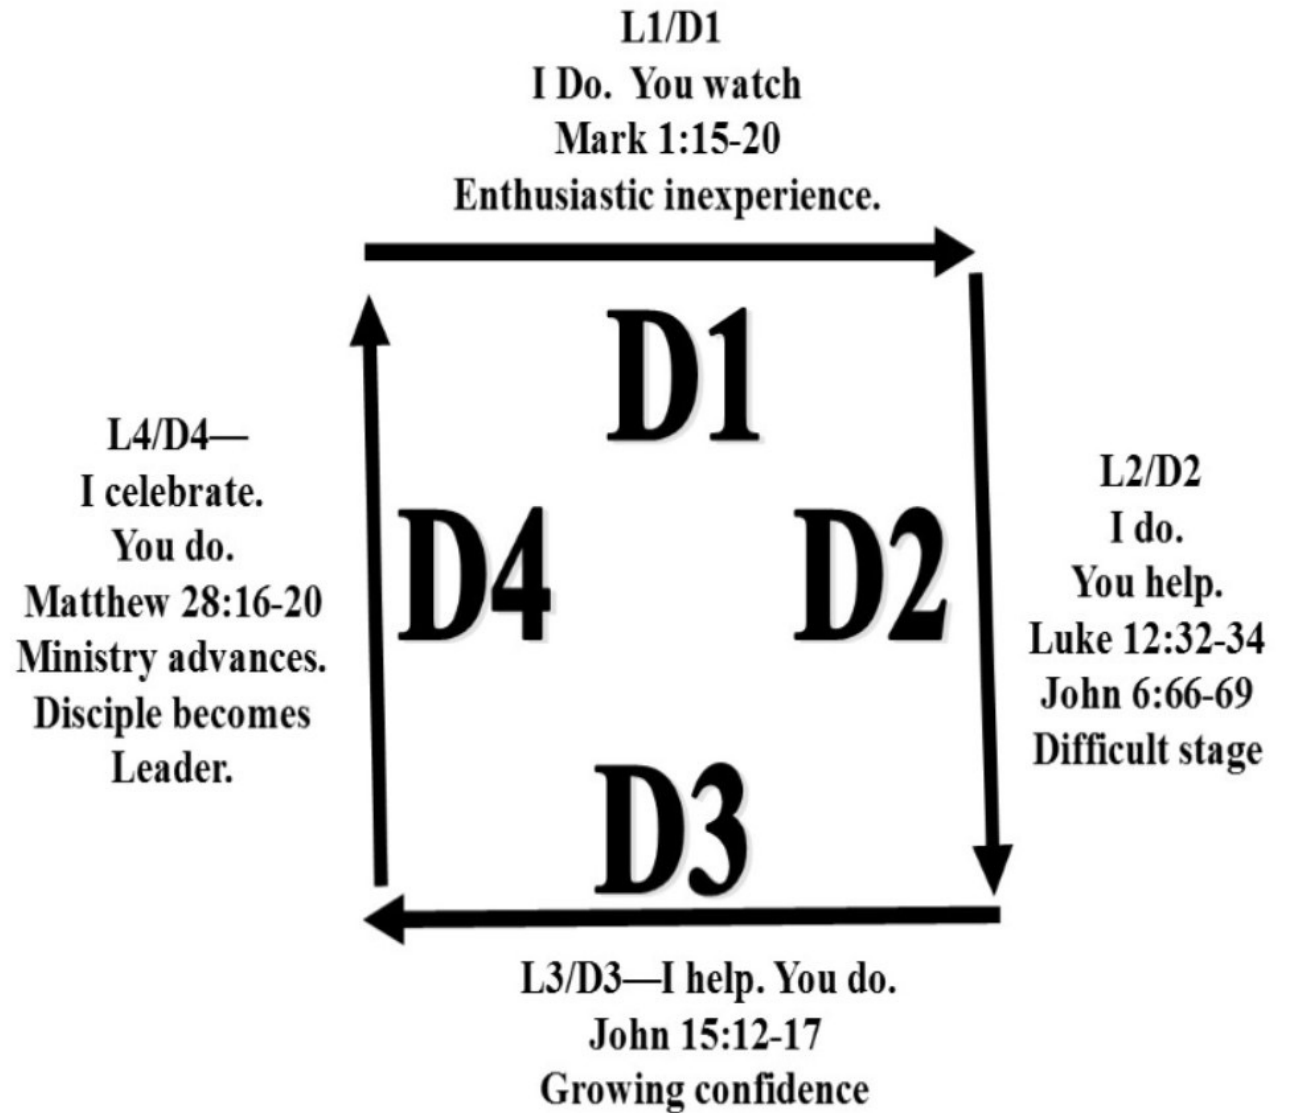 L1/D1
I Do.  You watch
Mark 1:15-20
Enthusiastic inexperience.
D1
L4/D4—
I celebrate.
You do.
Matthew 28:16-20
Ministry advances.
Disciple becomes
Leader.
D4
D2
L2/D2
I do.
You help.
Luke 12:32-34
John 6:66-69
Difficult stage
D3
L3/D3—I help. You do.
John 15:12-17
Growing confidence